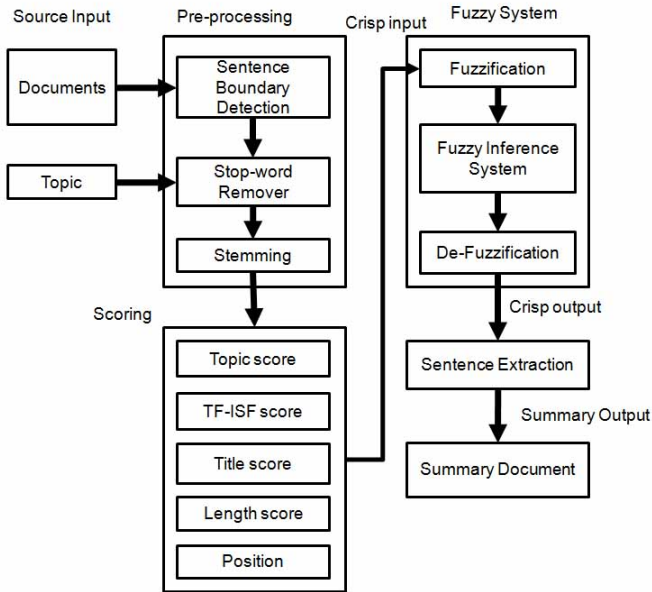 Source Input
Pre-processing
Crisp input
Fuzzy System
Documents
Sentence
Boundary
Detection
Fuzzification
Topic
Stop-word
Remover
Fuzzy Inference
System
Stemming
De-Fuzzification
Scoring
Crisp output
Topic score
Sentence Extraction
TF-ISF score
Summary Output
Title score
Summary Document
Length score
Position